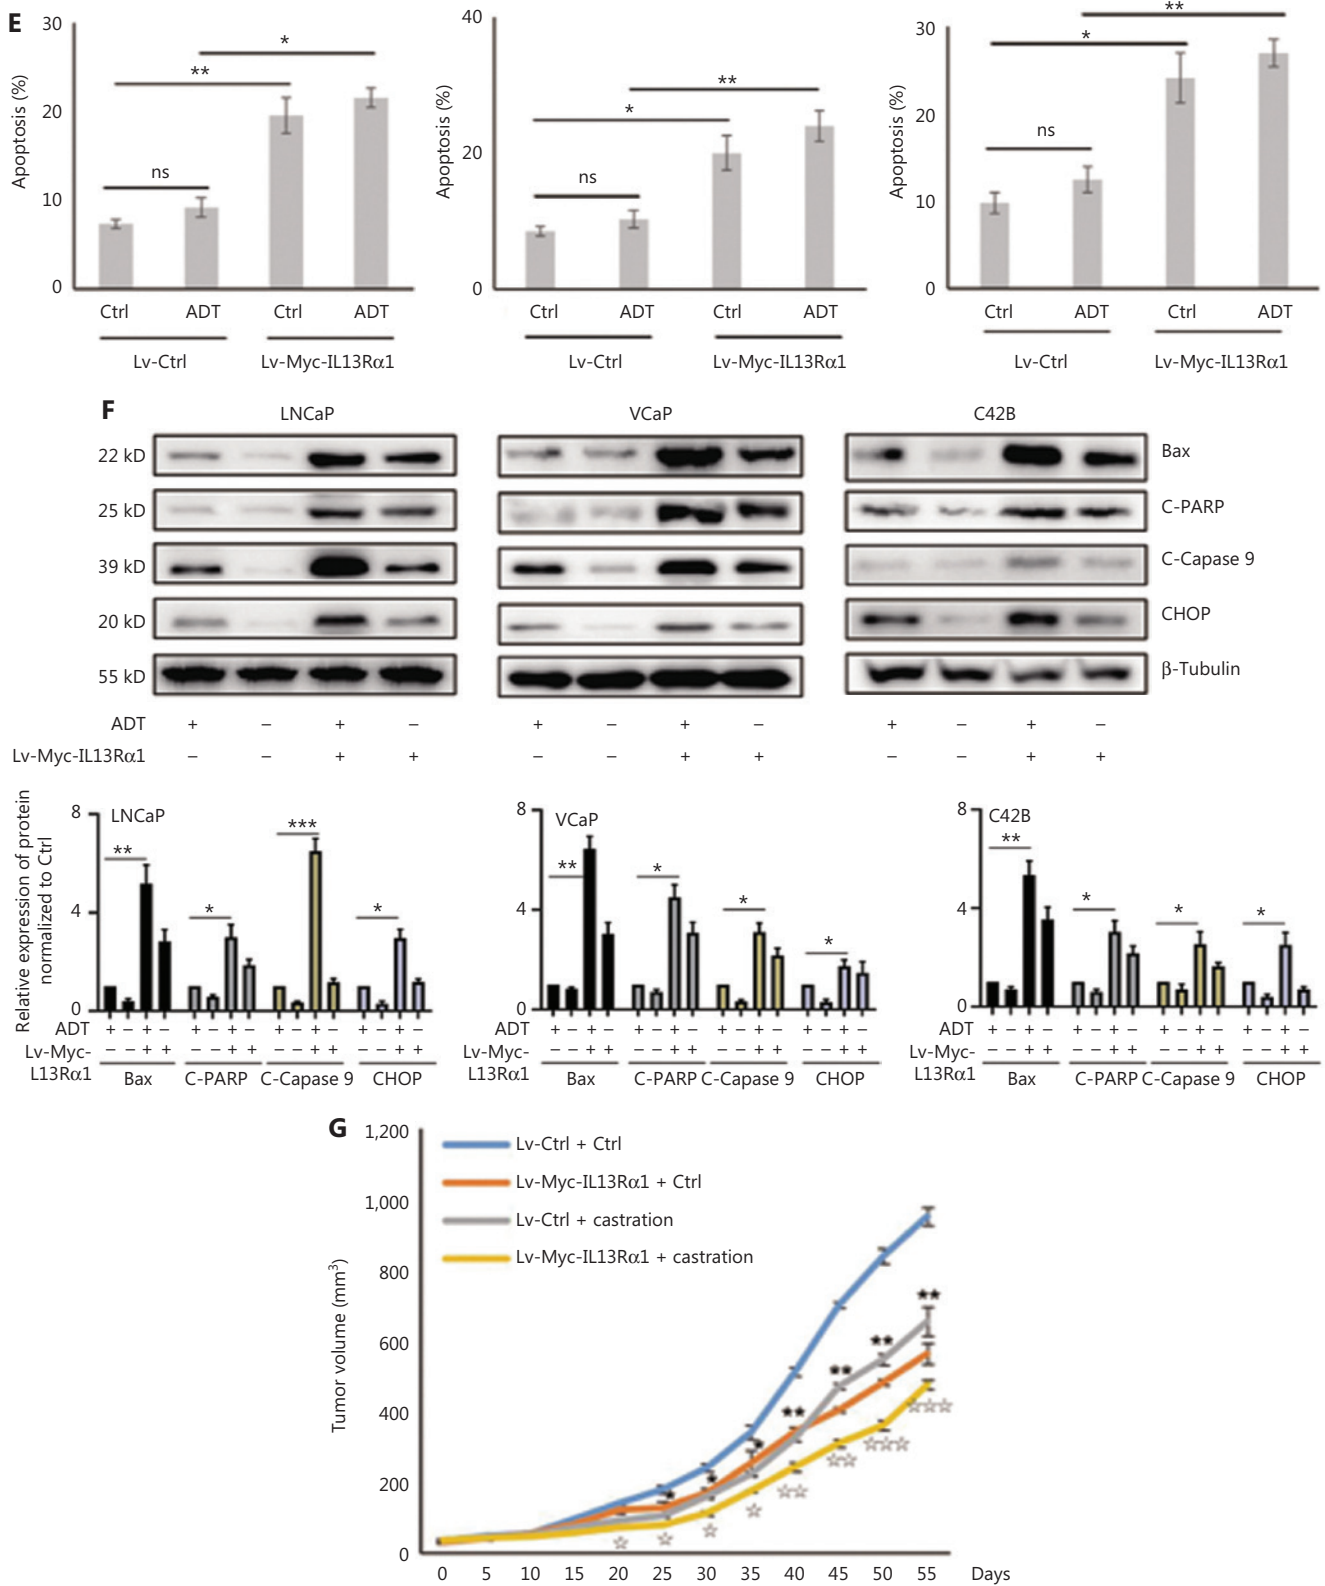 E
30
20
10
0
Apoptosis (%)
**
*
ns
Ctrl ADT Ctrl ADT
Lv-Ctrl Lv-Myc-IL13Rα1
40
20
0
Apoptosis (%)
**
*
ns
Ctrl ADT Ctrl ADT
Lv-Ctrl Lv-Myc-IL13Rα1
30
20
10
0
Apoptosis (%)
**
*
ns
Ctrl ADT Ctrl ADT
Lv-Ctrl Lv-Myc-IL13Rα1
F
LNCaP VCaP C42B
22 kD Bax
25 kD C-PARP
39 kD C-Capase 9
20 kD CHOP
55 kD β-Tubulin
ADT + – + – + – + – + – + –
Lv-Myc-IL13Rα1 – – + + – – + + – – + +
Relative expression of protein
normalized to Ctrl
8
4
0
LNCaP
** * *** *
ADT + – + – + – + – + – + – + – + –
Lv-Myc- – – + + – – + + – – + + – – + +
L13Rα1 Bax C-PARP C-Capase 9 CHOP
8
4
0
VCaP
** * * *
ADT + – + – + – + – + – + – + – + –
Lv-Myc- – – + + – – + + – – + + – – + +
L13Rα1 Bax C-PARP C-Capase 9 CHOP
8
4
0
C42B
** * * *
ADT + – + – + – + – + – + – + – + –
Lv-Myc- – – + + – – + + – – + + – – + +
L13Rα1 Bax C-PARP C-Capase 9 CHOP
G
1,200
1,000
800
600
400
200
0
Tumor volume (mm³)
Lv-Ctrl + Ctrl
Lv-Myc-IL13Rα1 + Ctrl
Lv-Ctrl + castration
Lv-Myc-IL13Rα1 + castration
* * * ** ** ** **
☆ ☆ ☆ ☆ ☆☆ ☆☆ ☆☆☆ ☆☆☆
0 5 10 15 20 25 30 35 40 45 50 55 Days